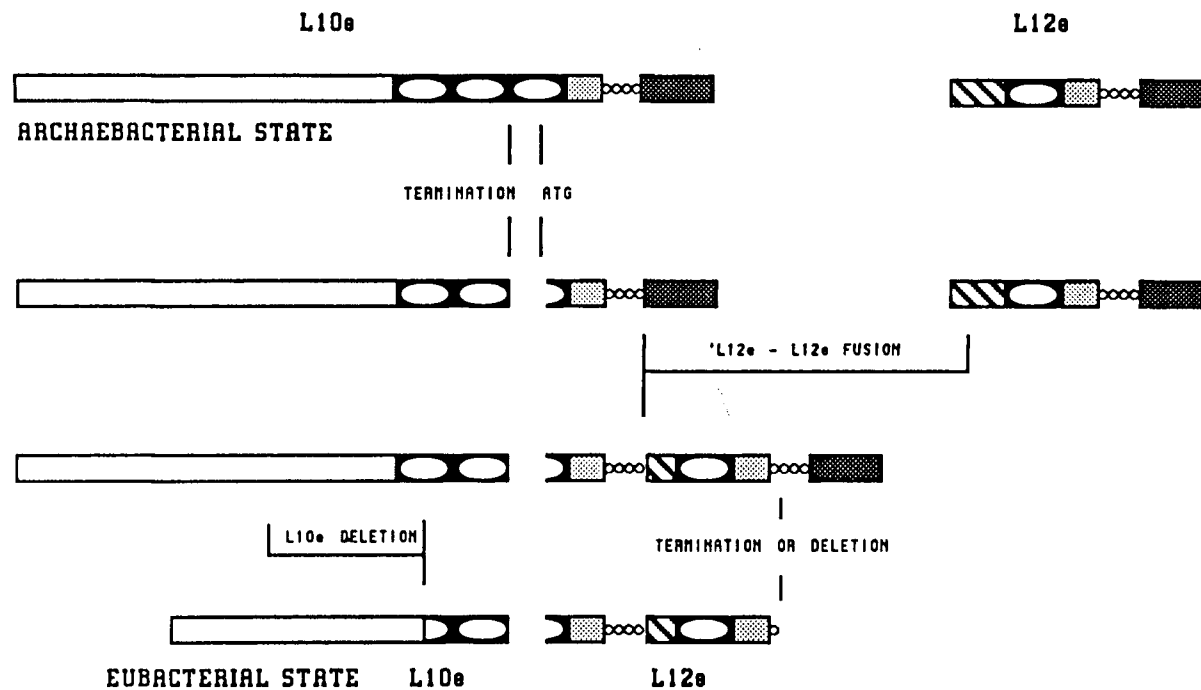 L10e L12e
ARCHAEBACTERIAL STATE
TERMINATION ATG
'L12e - L12e FUSION
L10e DELETION
TERMINATION OR DELETION
EUBACTERIAL STATE L10e L12e